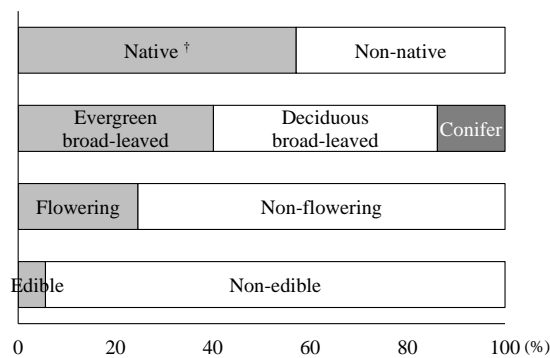 Native †
Non-native
Evergreen
broad-leaved
Deciduous
broad-leaved
Conifer
Flowering
Non-flowering
Edible
Non-edible
0 20 40 60 80 100 (%)